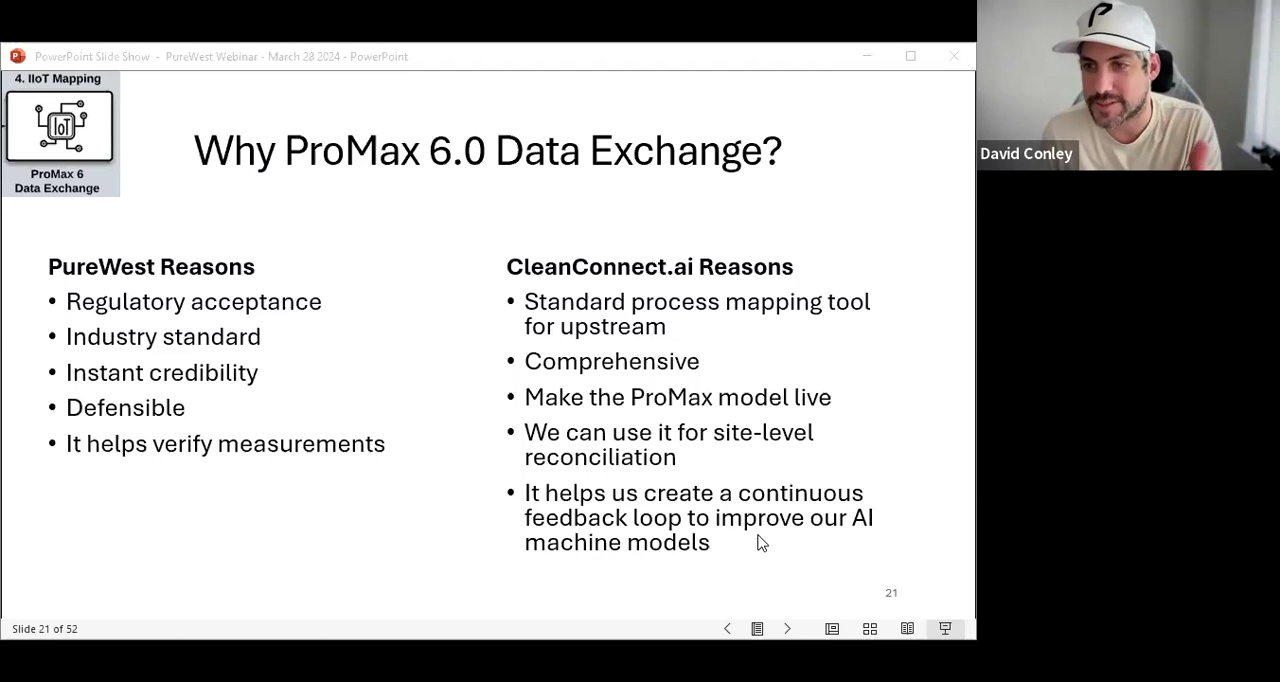 PowerPoint Slide Show - PureWest Webinar - March 28 2024 - PowerPoint
4. IIoT Mapping
IoT
ProMax 6
Data Exchange
Why ProMax 6.0 Data Exchange?
PureWest Reasons
• Regulatory acceptance
• Industry standard
• Instant credibility
• Defensible
• It helps verify measurements
CleanConnect.ai Reasons
• Standard process mapping tool
for upstream
• Comprehensive
• Make the ProMax model live
• We can use it for site-level
reconciliation
• It helps us create a continuous
feedback loop to improve our AI
machine models
21
Slide 21 of 52
David Conley